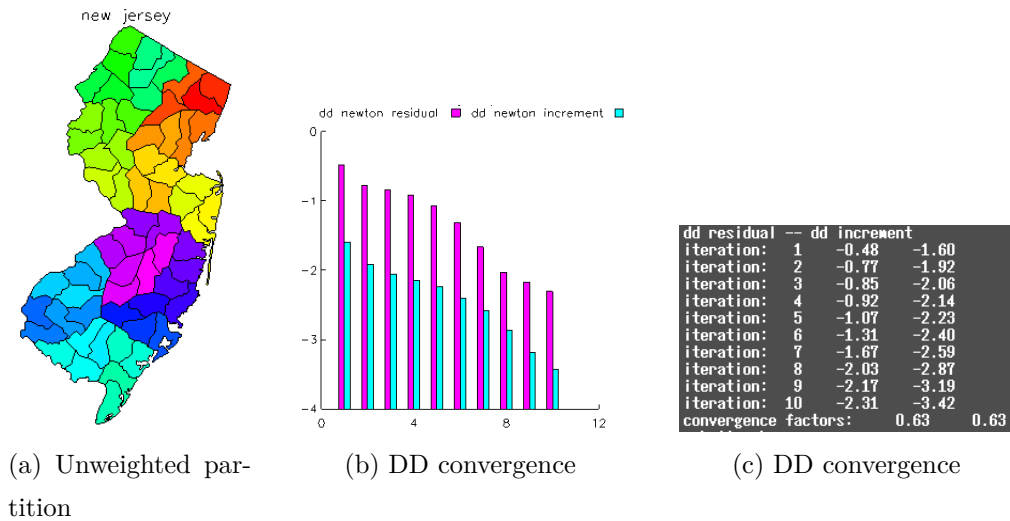 new jersey
dd newton residual dd newton increment
0
-1
-2
-3
-4
0 4 8 12
dd residual -- dd increment
iteration: 1 -0.48 -1.60
iteration: 2 -0.77 -1.92
iteration: 3 -0.85 -2.06
iteration: 4 -0.92 -2.14
iteration: 5 -1.07 -2.23
iteration: 6 -1.31 -2.40
iteration: 7 -1.67 -2.59
iteration: 8 -2.03 -2.87
iteration: 9 -2.17 -3.19
iteration: 10 -2.31 -3.42
convergence factors: 0.63 0.63
(a) Unweighted par-
tition
(b) DD convergence
(c) DD convergence